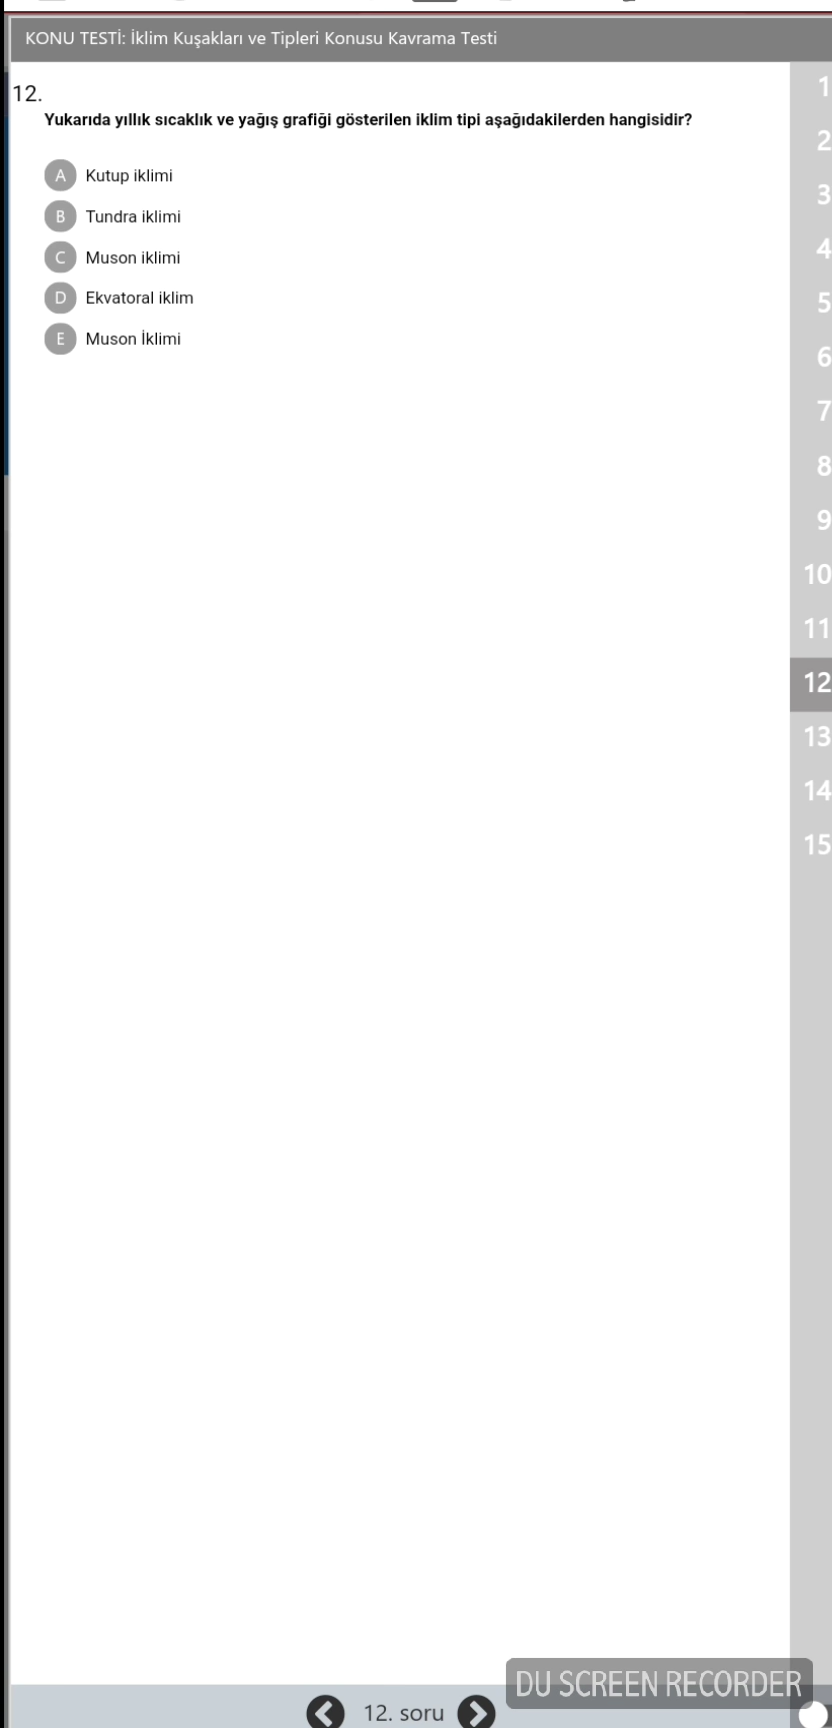 KONU TESTİ: İklim Kuşakları ve Tipleri Konusu Kavrama Testi
12.
Yukarıda yıllık sıcaklık ve yağış grafiği gösterilen iklim tipi aşağıdakilerden hangisidir?
A Kutup iklimi
B Tundra iklimi
C Muson iklimi
D Ekvatoral iklim
E Muson İklimi
1
2
3
4
5
6
7
8
9
10
11
12
13
14
15
DU SCREEN RECORDER
12. soru